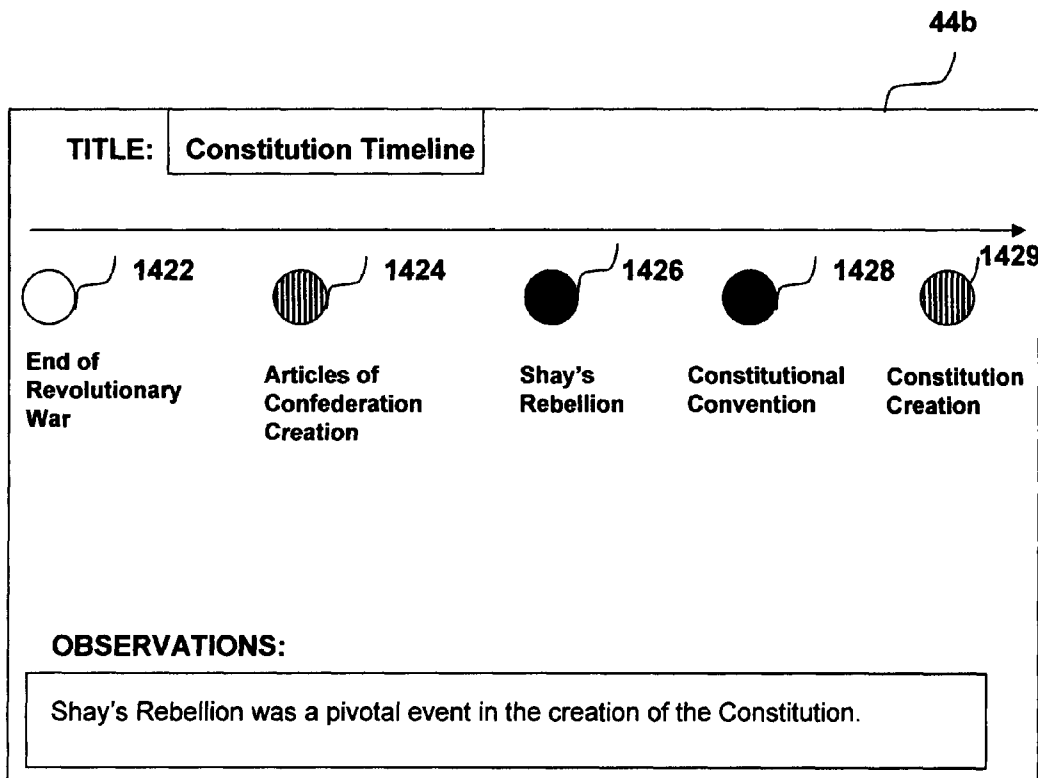 44b
TITLE: Constitution Timeline
1422 1424 1426 1428 1429
End of
Revolutionary
War
Articles of
Confederation
Creation
Shay's
Rebellion
Constitutional
Convention
Constitution
Creation
OBSERVATIONS:
Shay's Rebellion was a pivotal event in the creation of the Constitution.